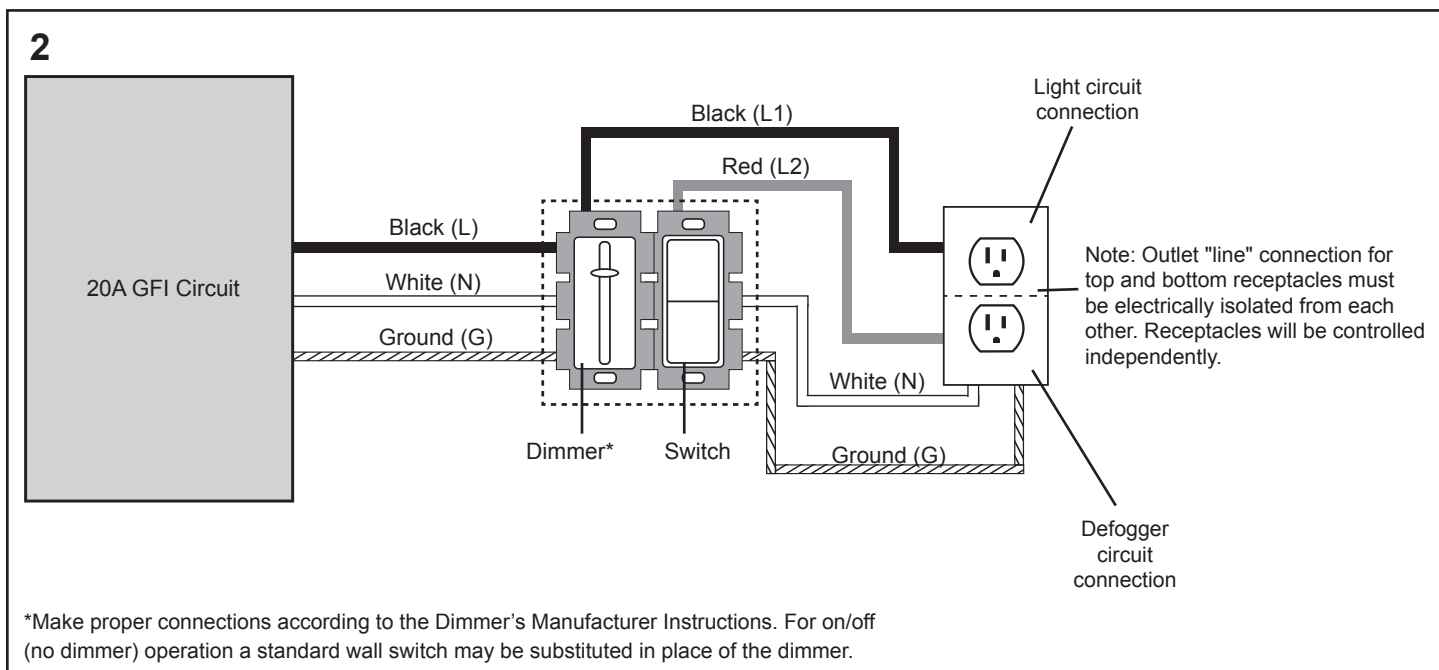 2
Light circuit
connection
Black (L1)
Red (L2)
Black (L)
White (N)
20A GFI Circuit
Ground (G)
Note: Outlet "line" connection for
top and bottom receptacles must
be electrically isolated from each
other. Receptacles will be controlled
independently.
White (N)
Dimmer*
Switch
Ground (G)
Defogger
circuit
connection
*Make proper connections according to the Dimmer’s Manufacturer Instructions. For on/off
(no dimmer) operation a standard wall switch may be substituted in place of the dimmer.